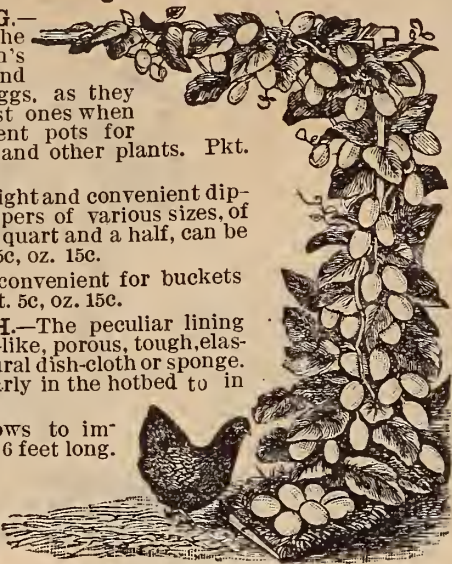 G.—
he
n's
nd
ggs, as they
st ones when
ent pots for
and other plants. Pkt.
ight and convenient dip-
pers of various sizes, of
quart and a half, can be
5c, oz. 15c.
convenient for buckets
t. 5c, oz. 15c.
H.—The peculiar lining
-like, porous, tough, elas-
ural dish-cloth or sponge.
rly in the hotbed to in
ows to im-
6 feet long.